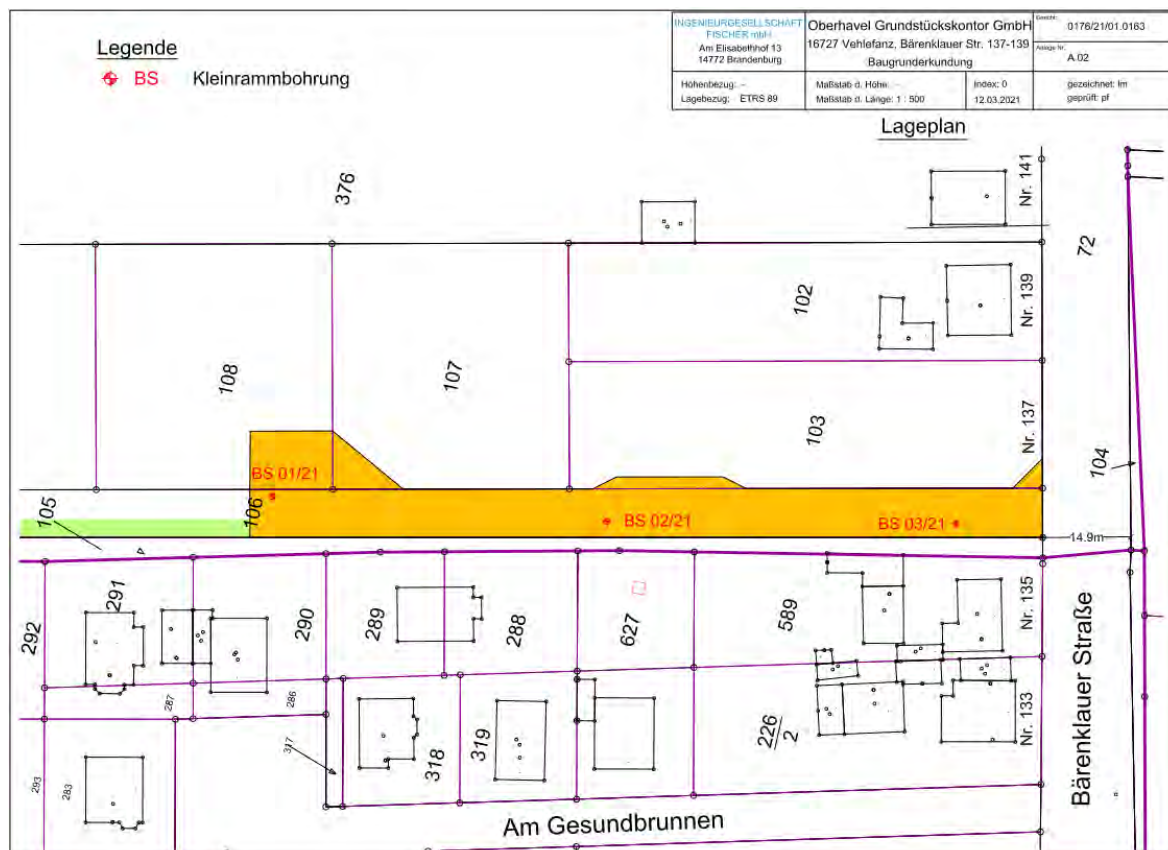 Legende
BS Kleinrammbohrung
INGENIEURGESELLSCHAFT
FISCHER mbH
Am Elisabethhof 13
14772 Brandenburg
Oberhavel Grundstückskontor GmbH
16727 Vehlefanz, Bärenklauer Str. 137-139
Baugrunderkundung
0176/21/01.0163
Anlage Nr.
A.02
Höhenbezug: -
Lagebezug: ETRS 89
Maßstab d. Höhe: -
Maßstab d. Länge: 1 : 500
Index: 0
12.03.2021
gezeichnet: lm
geprüft: pf
Lageplan
376
Nr. 141
72
102
Nr. 139
108
107
103
Nr. 137
104
BS 01/21
105
106
BS 02/21
BS 03/21
14.9m
291
292
290
289
288
627
589
Nr. 135
Bärenklauer Straße
287
286
317
318
319
226
2
Nr. 133
293
283
Am Gesundbrunnen